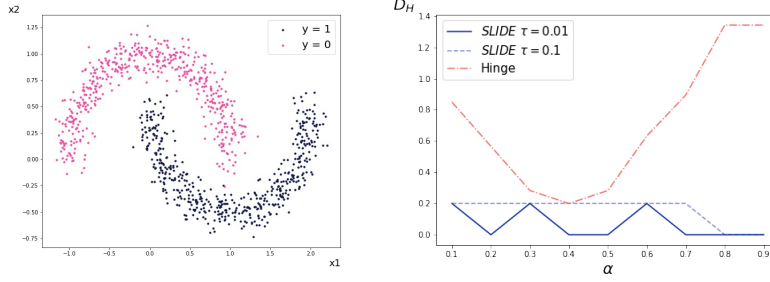 x2
y = 1
y = 0
1.25
1.00
0.75
0.50
0.25
0.00
−0.25
−0.50
−0.75
−1.0 −0.5 0.0 0.5 1.0 1.5 2.0
x1
D_H
SLIDE τ = 0.01
SLIDE τ = 0.1
Hinge
1.4
1.2
1.0
0.8
0.6
0.4
0.2
0.0
0.1 0.2 0.3 0.4 0.5 0.6 0.7 0.8 0.9
α